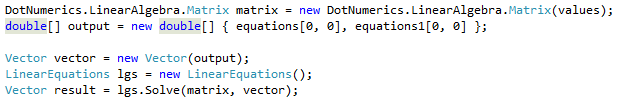 DotNumerics.LinearAlgebra.Matrix matrix = new DotNumerics.LinearAlgebra.Matrix(values);
double[] output = new double[] { equations[0, 0], equations1[0, 0] };
Vector vector = new Vector(output);
LinearEquations lgs = new LinearEquations();
Vector result = lgs.Solve(matrix, vector);